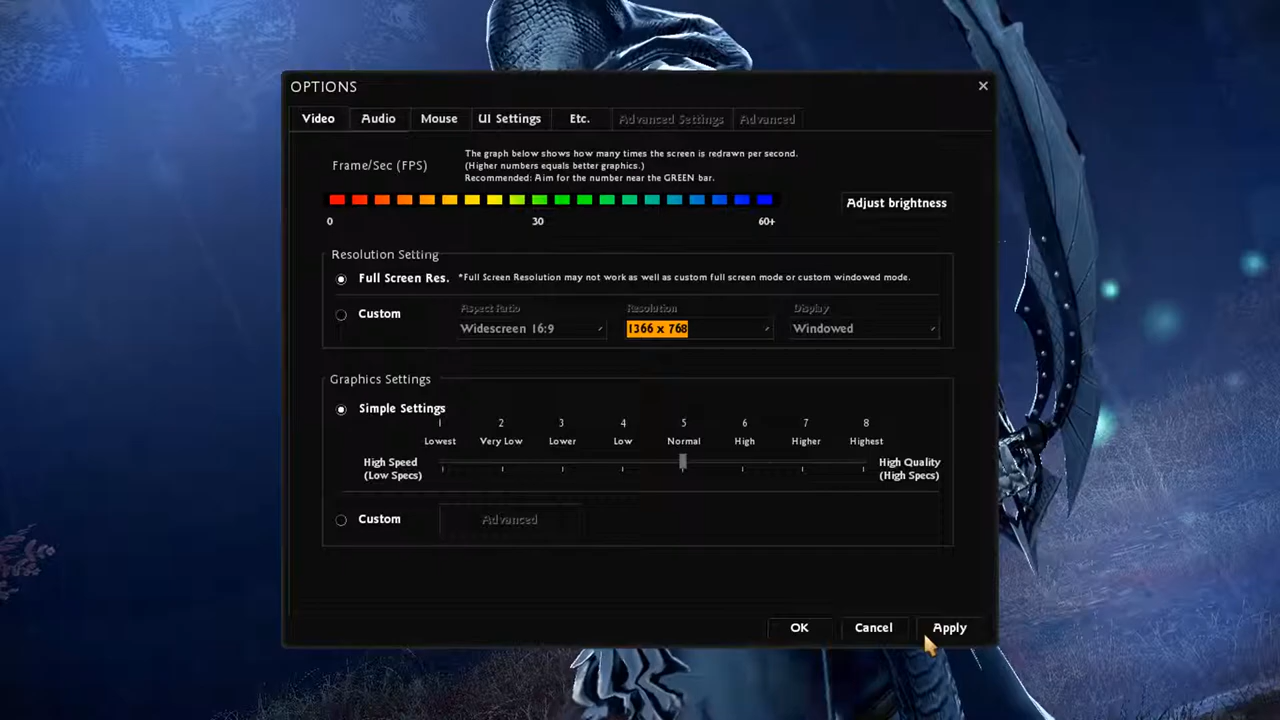 OPTIONS
Video Audio Mouse UI Settings Etc. Advanced Settings Advanced
Frame/Sec (FPS)
The graph below shows how many times the screen is redrawn per second.
(Higher numbers equals better graphics.)
Recommended: Aim for the number near the GREEN bar.
0 30 60+
Adjust brightness
Resolution Setting
Full Screen Res. *Full Screen Resolution may not work as well as custom full screen mode or custom windowed mode.
Aspect Ratio Resolution Display
Custom Widescreen 16:9 1366 x 768 Windowed
Graphics Settings
Simple Settings
1 2 3 4 5 6 7 8
Lowest Very Low Lower Low Normal High Higher Highest
High Speed
(Low Specs)
High Quality
(High Specs)
Custom Advanced
OK Cancel Apply